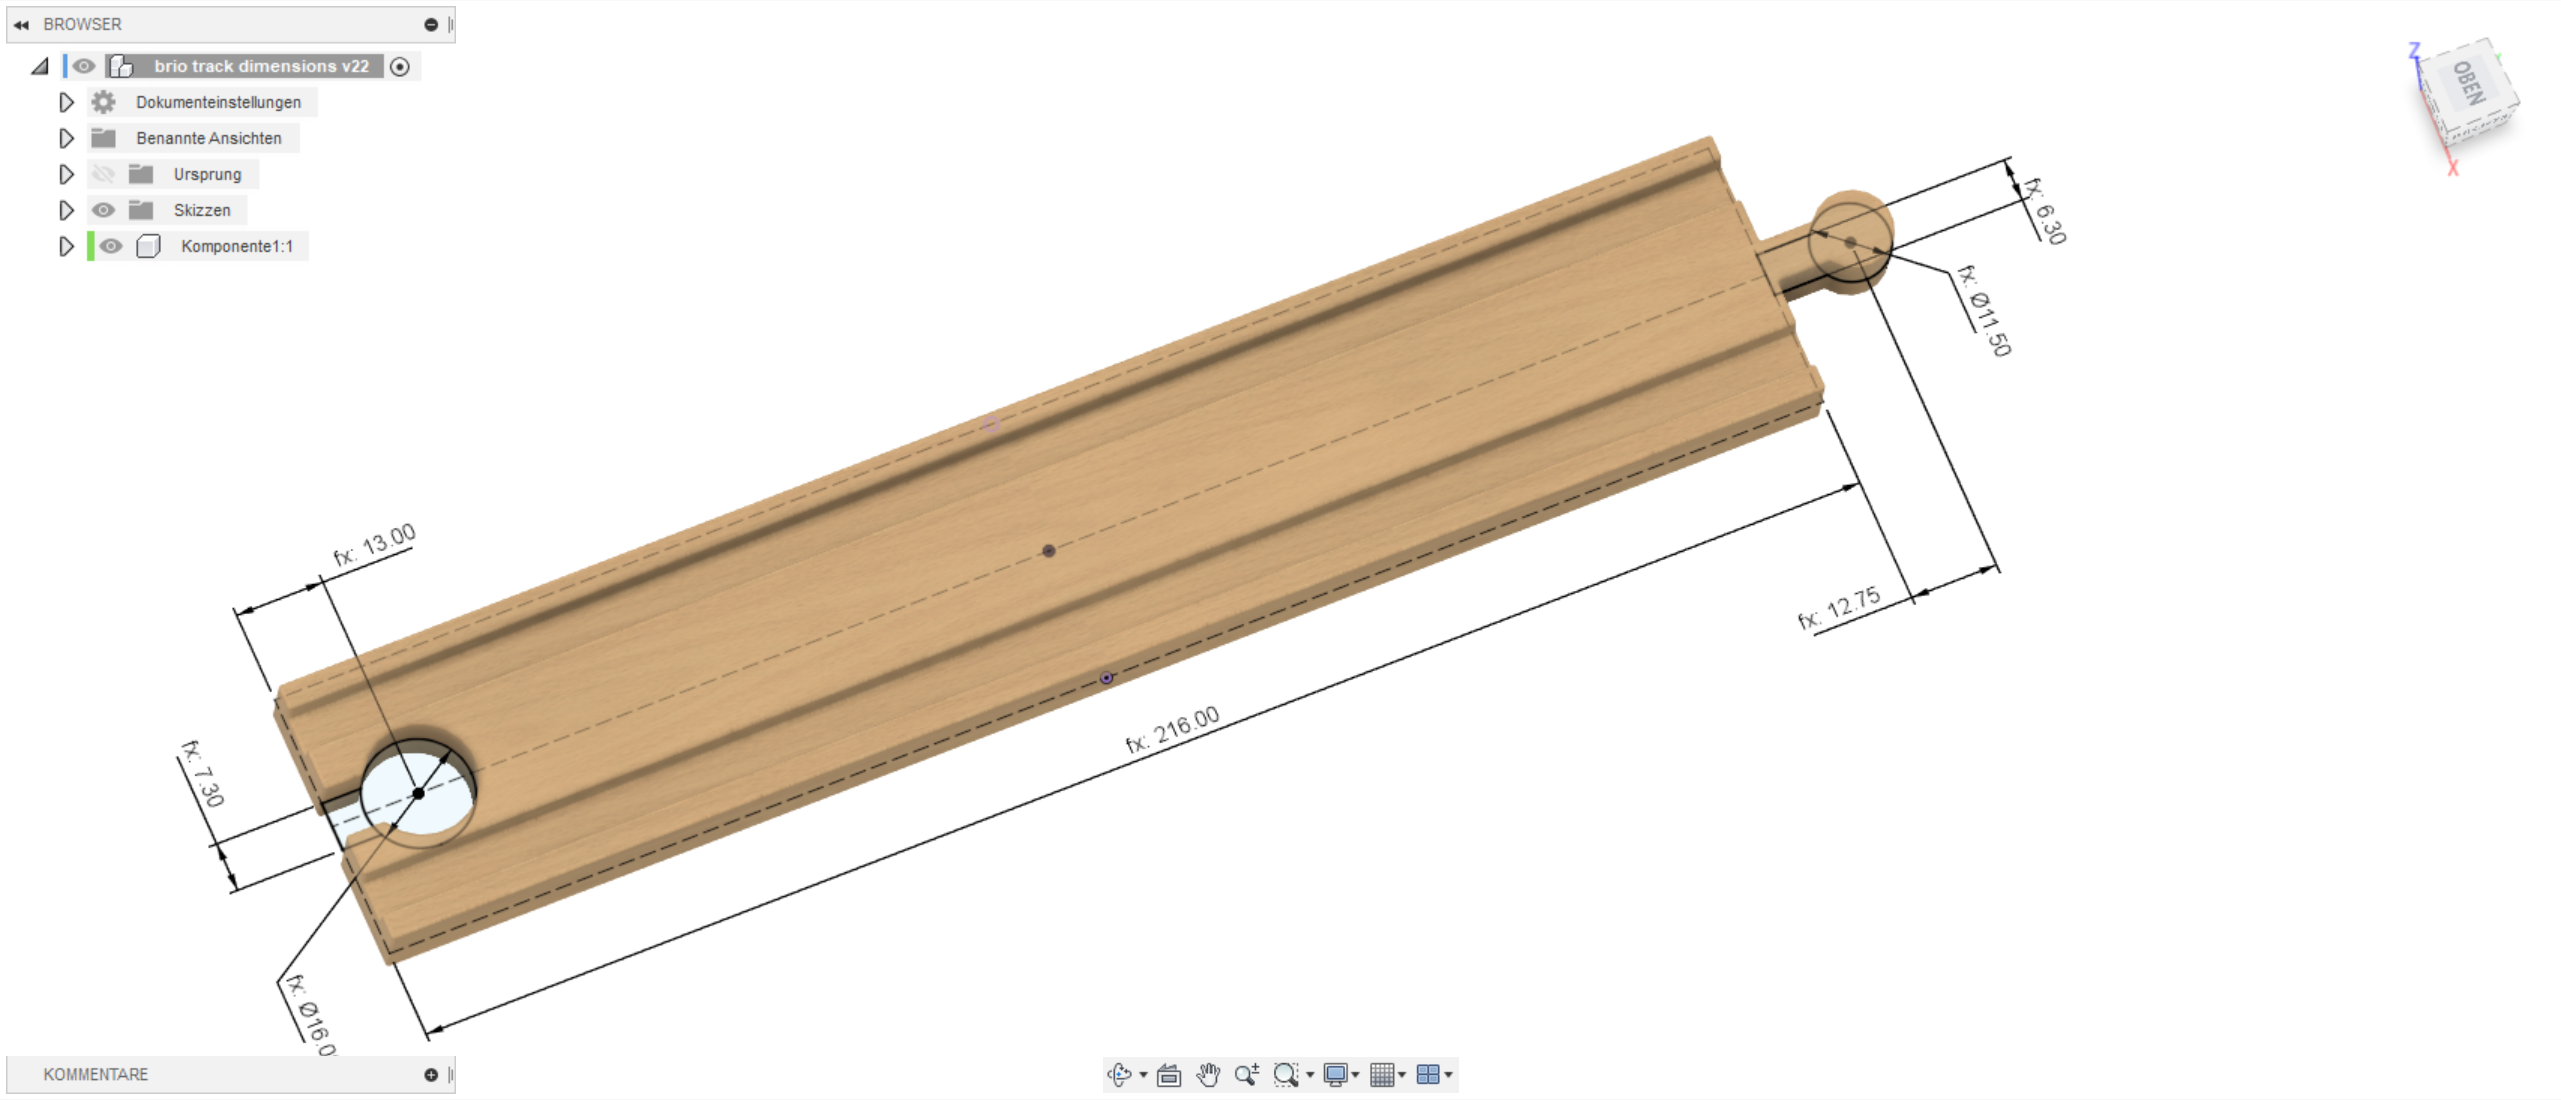 BROWSER
brio track dimensions v22
Dokumenteinstellungen
Benannte Ansichten
Ursprung
Skizzen
Komponente1:1
Z
OBEN
X
fx: 6.30
fx: Ø11.50
fx: 13.00
fx: 12.75
fx: 7.30
fx: 216.00
fx: Ø16.0
KOMMENTARE